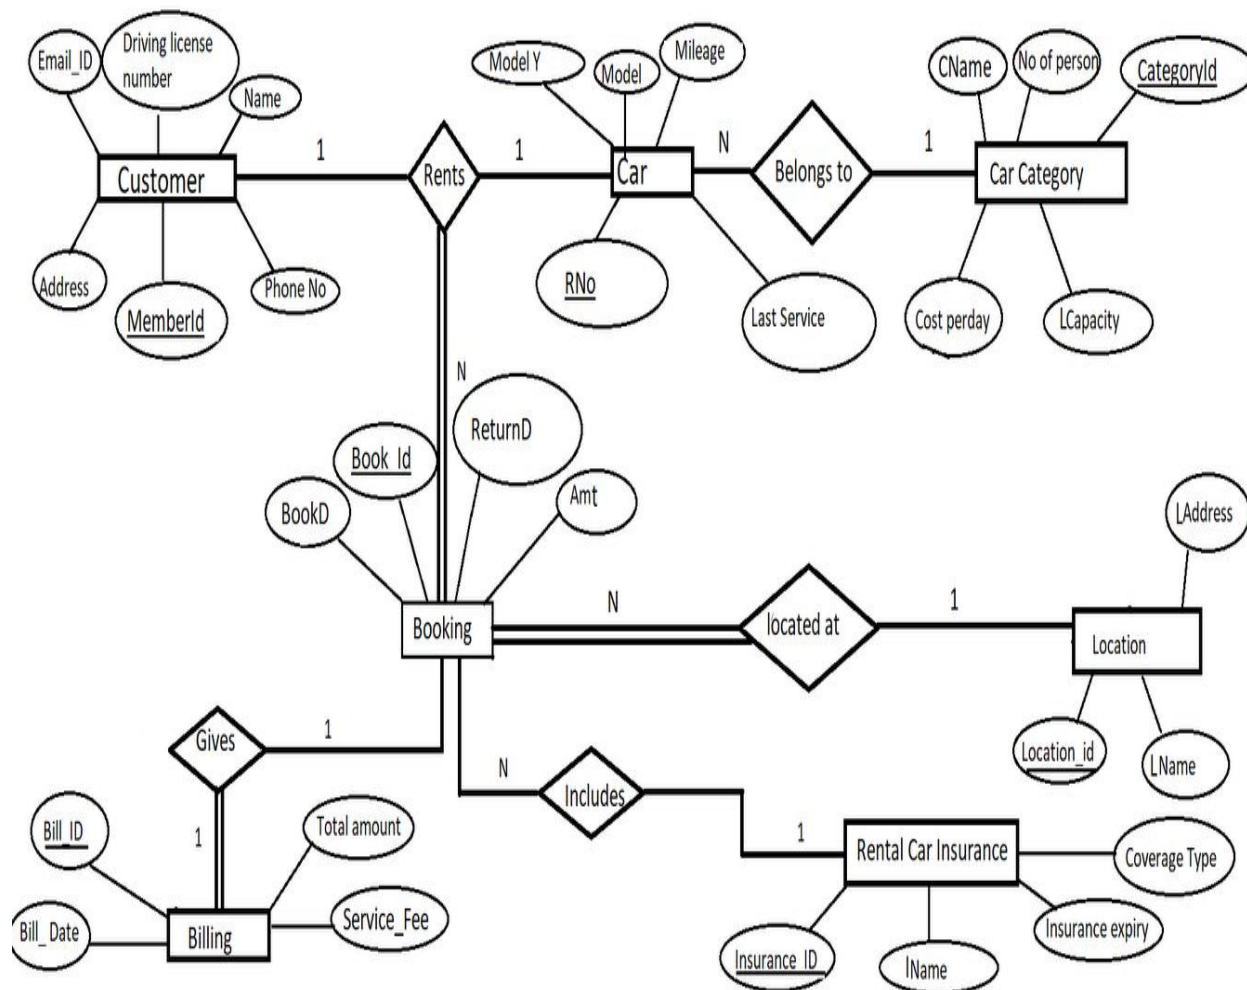 Email_ID
Driving license
number
Name
Model Y
Model
Mileage
CName
No of person
CategoryId
1
1
N
1
Customer
Rents
Car
Belongs to
Car Category
Address
MemberId
Phone No
RNo
Last Service
Cost perday
LCapacity
N
ReturnD
Book_Id
BookD
Amt
LAddress
Booking
N
located at
1
Location
Gives
1
N
Includes
Location_id
LName
1
Bill_ID
Total amount
1
Rental Car Insurance
Coverage Type
Bill_Date
Billing
Service_Fee
Insurance_ID
IName
Insurance expiry